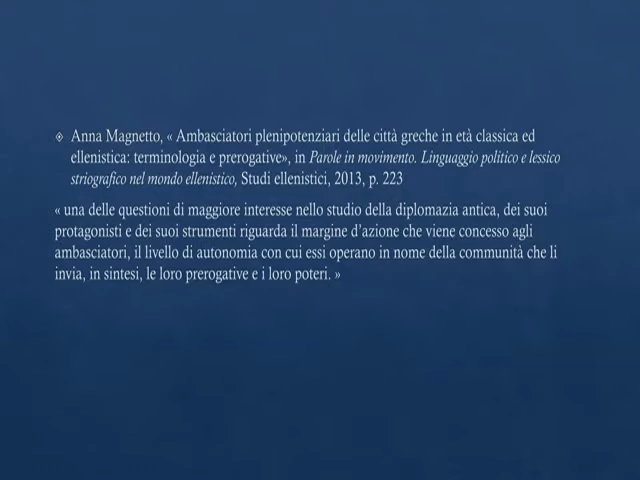 Anna Magnetto, « Ambasciatori plenipotenziari delle città greche in età classica ed
ellenistica: terminologia e prerogative», in Parole in movimento. Linguaggio politico e lessico
striografico nel mondo ellenistico, Studi ellenistici, 2013, p. 223
« una delle questioni di maggiore interesse nello studio della diplomazia antica, dei suoi
protagonisti e dei suoi strumenti riguarda il margine d’azione che viene concesso agli
ambasciatori, il livello di autonomia con cui essi operano in nome della comunità che li
invia, in sintesi, le loro prerogative e i loro poteri. »